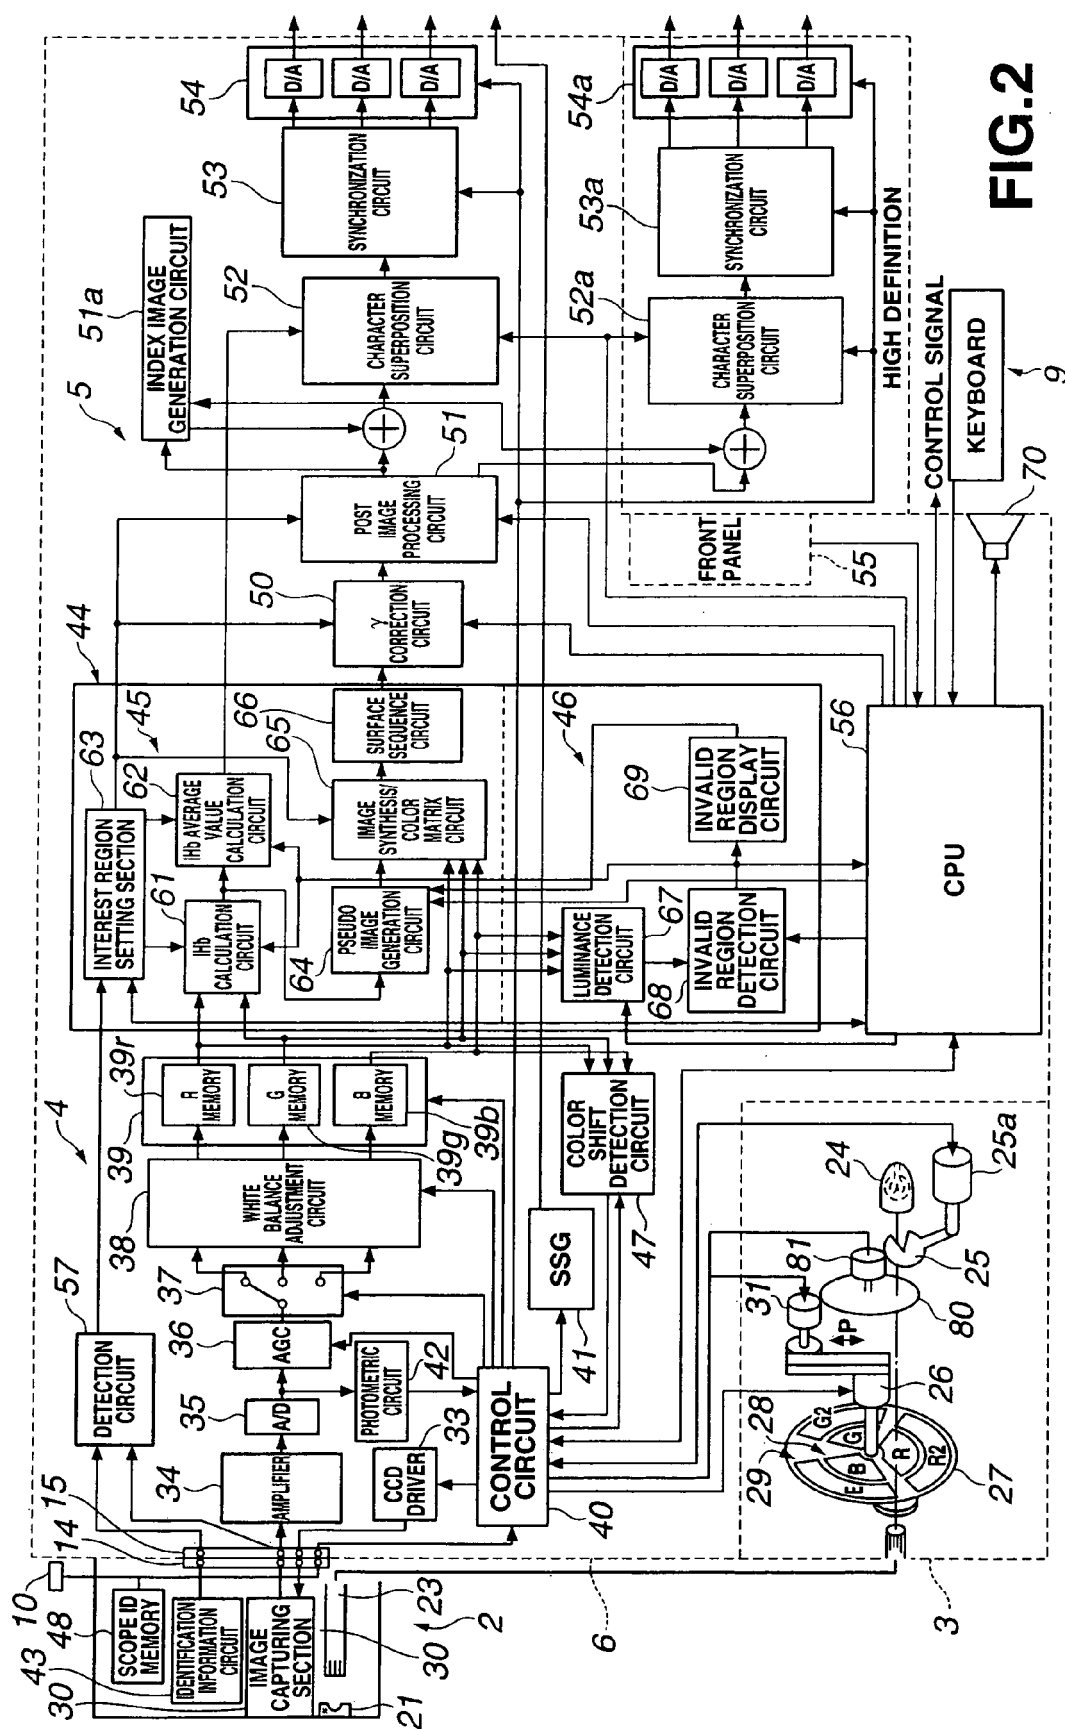 FIG.2
10
48
SCOPE ID
MEMORY
43
IDENTIFICATION
INFORMATION
CIRCUIT
30
IMAGE
CAPTURING
SECTION
30
21
23
2
14
15
57
DETECTION
CIRCUIT
34
AMPLIFIER
35
A/D
36
AGC
37
PHOTOMETRIC
CIRCUIT
42
CCD
DRIVER
33
CONTROL
CIRCUIT
40
SSG
41
4
38
WHITE
BALANCE
ADJUSTMENT
CIRCUIT
39
39r
R
MEMORY
G
MEMORY
39g
B
MEMORY
39b
COLOR
SHIFT
DETECTION
CIRCUIT
47
44
63
INTEREST REGION
SETTING SECTION
45
62
IHb AVERAGE
VALUE
CALCULATION
CIRCUIT
61
IHb
CALCULATION
CIRCUIT
64
PSEUDO
IMAGE
GENERATION
CIRCUIT
65
IMAGE
SYNTHESIS/
COLOR
MATRIX
CIRCUIT
66
SURFACE
SEQUENCE
CIRCUIT
46
LUMINANCE
DETECTION
CIRCUIT
67
68
INVALID
REGION
DETECTION
CIRCUIT
69
INVALID
REGION
DISPLAY
CIRCUIT
50
γ
CORRECTION
CIRCUIT
51
POST
IMAGE
PROCESSING
CIRCUIT
5
51a
INDEX IMAGE
GENERATION CIRCUIT
52
CHARACTER
SUPERPOSITION
CIRCUIT
53
SYNCHRONIZATION
CIRCUIT
54
D/A
D/A
D/A
52a
CHARACTER
SUPERPOSITION
CIRCUIT
53a
SYNCHRONIZATION
CIRCUIT
54a
D/A
D/A
D/A
HIGH DEFINITION
FRONT
PANEL
55
CONTROL SIGNAL
KEYBOARD
9
70
56
CPU
6
3
24
25
25a
26
27
28
29
31
P
80
81
G2
G
R
R2
B
E